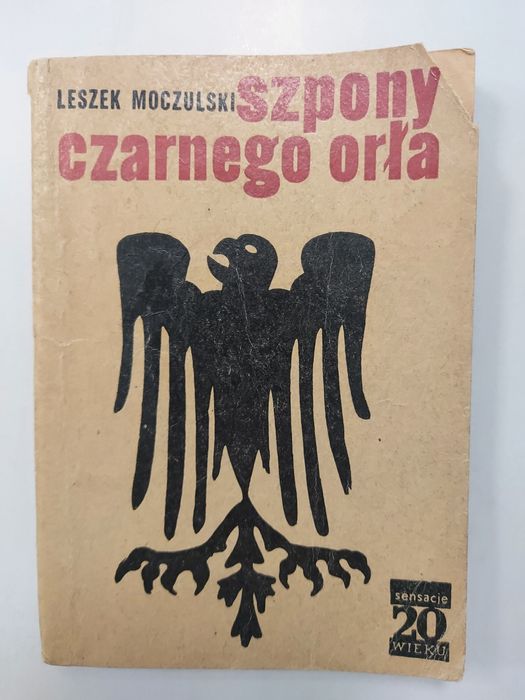 LESZEK MOCZULSKI szpony
czarnego orła
sensacje
20
WIEKU